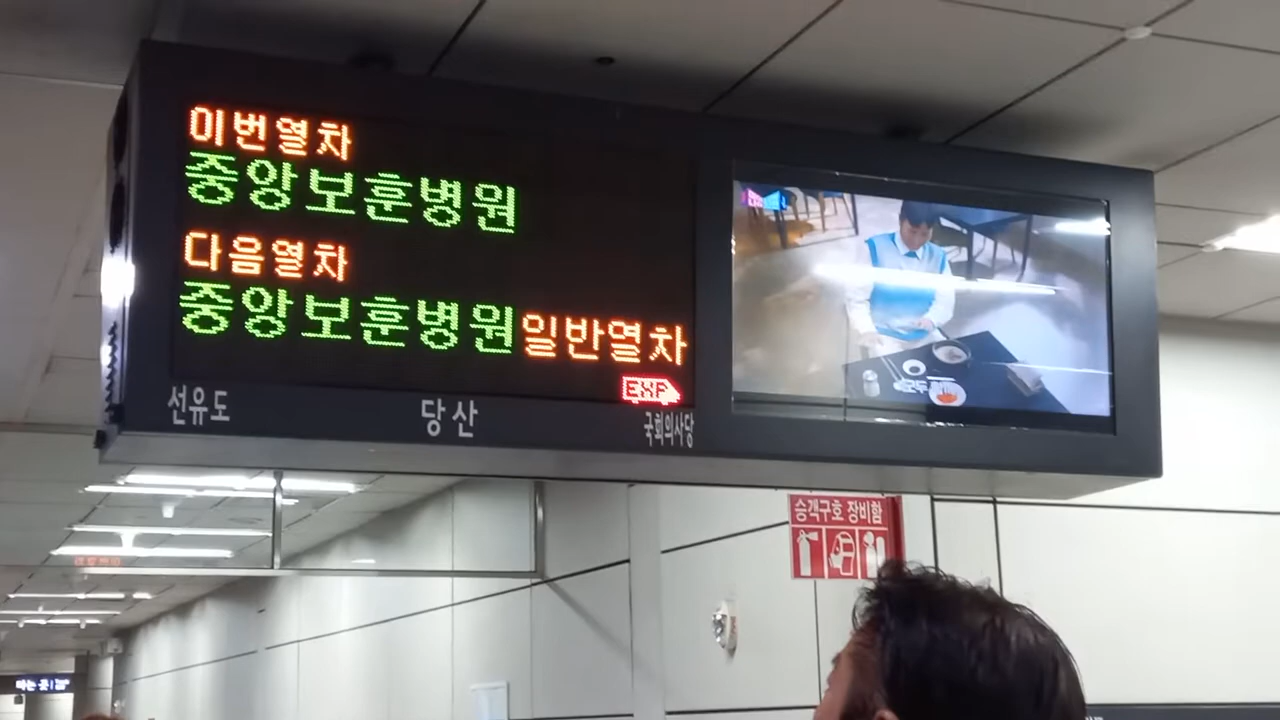 이번열차
중앙보훈병원
다음열차
중앙보훈병원 일반열차
EXP
선유도 당산 국회의사당
승객구호 장비함